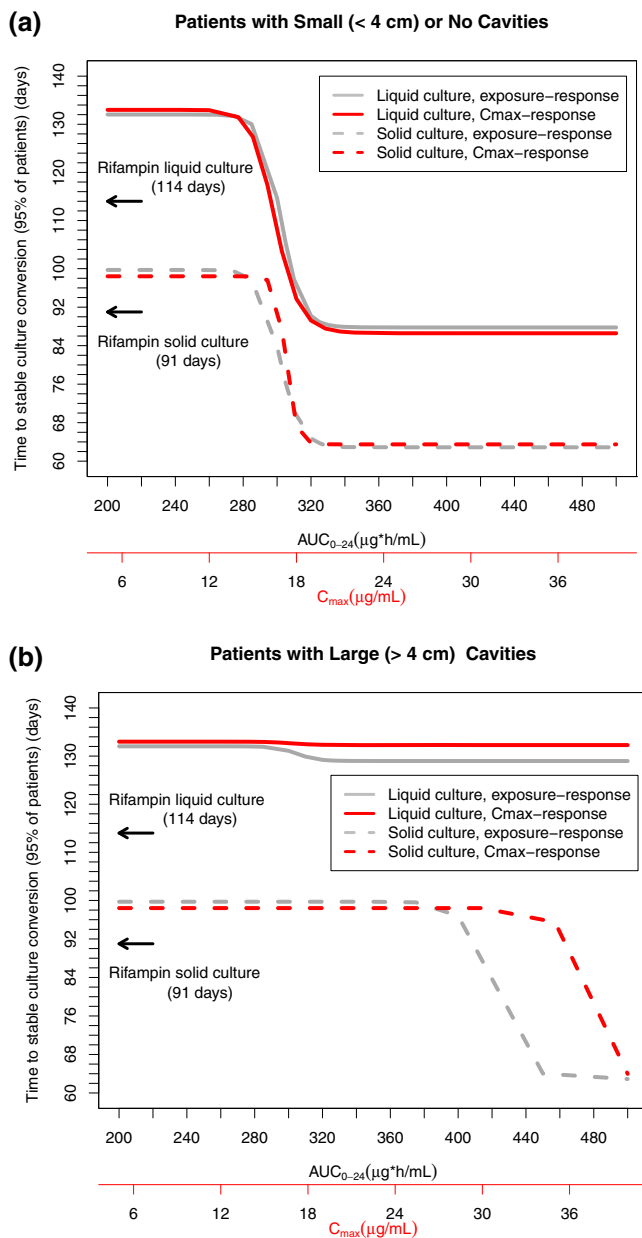 (a) Patients with Small (< 4 cm) or No Cavities
Time to stable culture conversion (95% of patients) (days)
140
130
120
110
100
92
84
76
68
60
Liquid culture, exposure−response
Liquid culture, Cmax−response
Solid culture, exposure−response
Solid culture, Cmax−response
Rifampin liquid culture
(114 days)
Rifampin solid culture
(91 days)
200 240 280 320 360 400 440 480
AUC0−24(μg*h/mL)
6 12 18 24 30 36
Cmax(μg/mL)
(b) Patients with Large (> 4 cm) Cavities
Time to stable culture conversion (95% of patients) (days)
140
130
120
110
100
92
84
76
68
60
Rifampin liquid culture
(114 days)
Liquid culture, exposure−response
Liquid culture, Cmax−response
Solid culture, exposure−response
Solid culture, Cmax−response
Rifampin solid culture
(91 days)
200 240 280 320 360 400 440 480
AUC0−24(μg*h/mL)
6 12 18 24 30 36
Cmax(μg/mL)